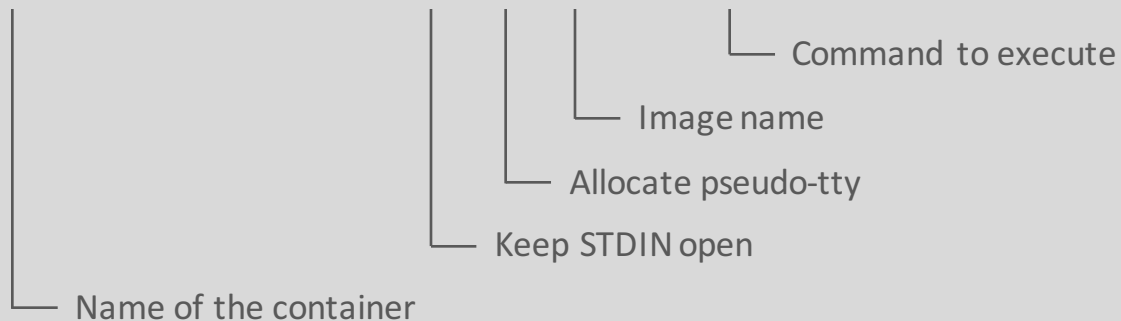 Command to execute
Image name
Allocate pseudo-tty
Keep STDIN open
Name of the container